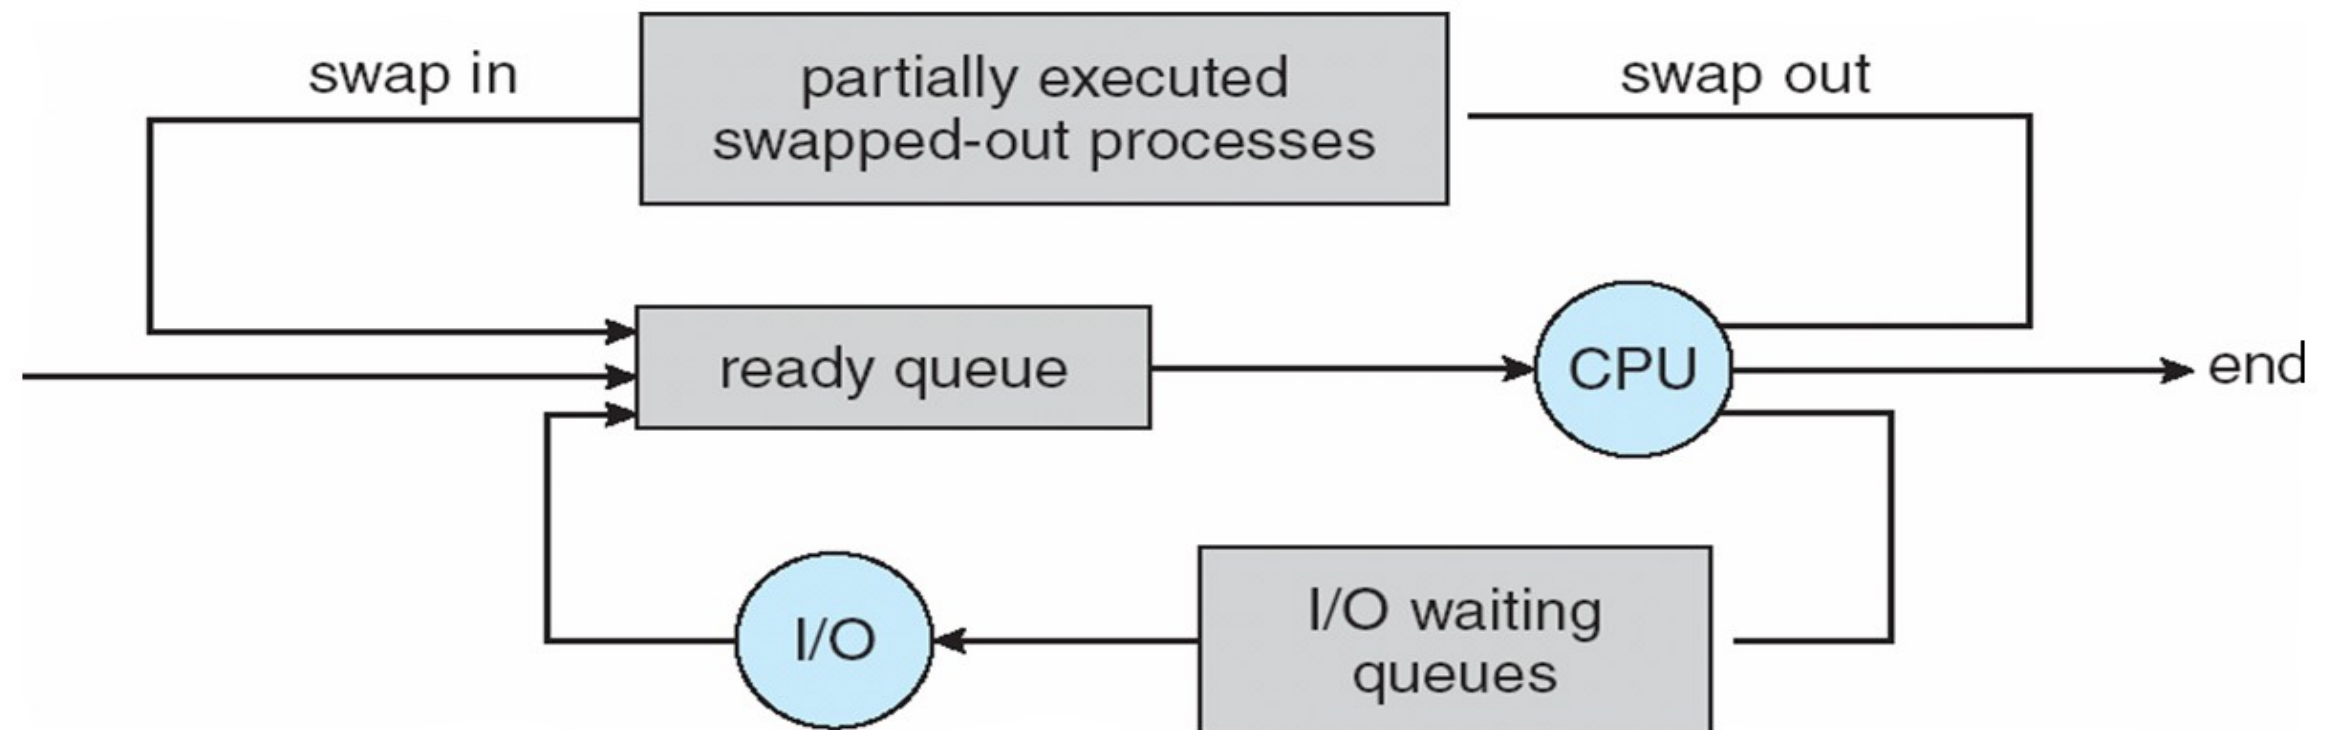 swap in
partially executed
swapped-out processes
swap out
ready queue
CPU
end
I/O
I/O waiting
queues